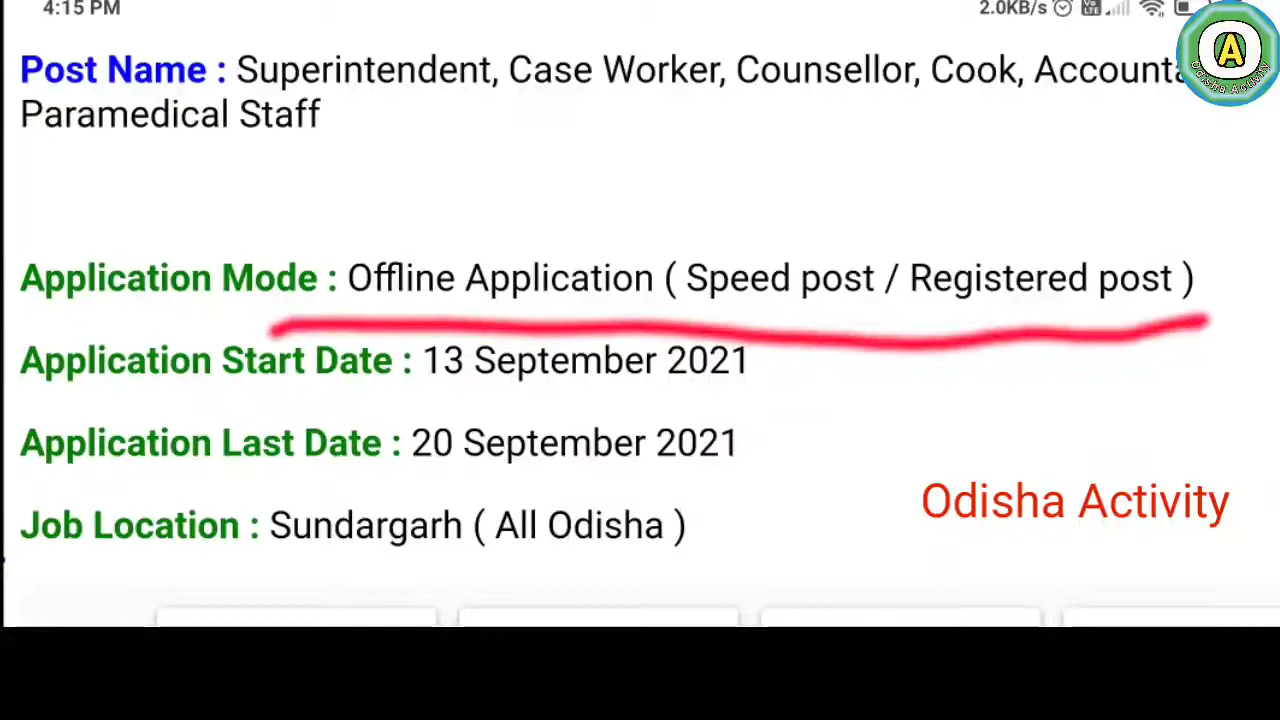 4:15 PM 2.0KB/s
Post Name : Superintendent, Case Worker, Counsellor, Cook,
Paramedical Staff
Application Mode : Offline Application ( Speed post / Registered post )
Application Start Date : 13 September 2021
Application Last Date : 20 September 2021
Odisha Activity
Job Location : Sundargarh ( All Odisha )
A
Odisha Activity